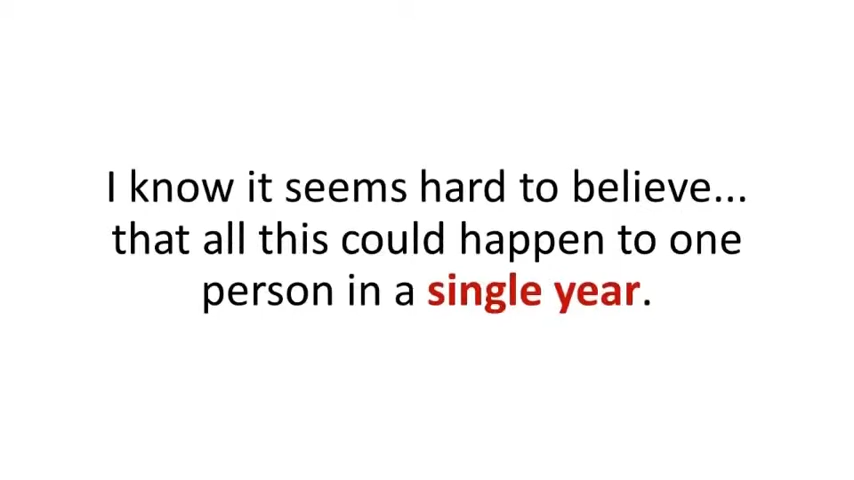 I know it seems hard to believe...
that all this could happen to one
person in a single year.